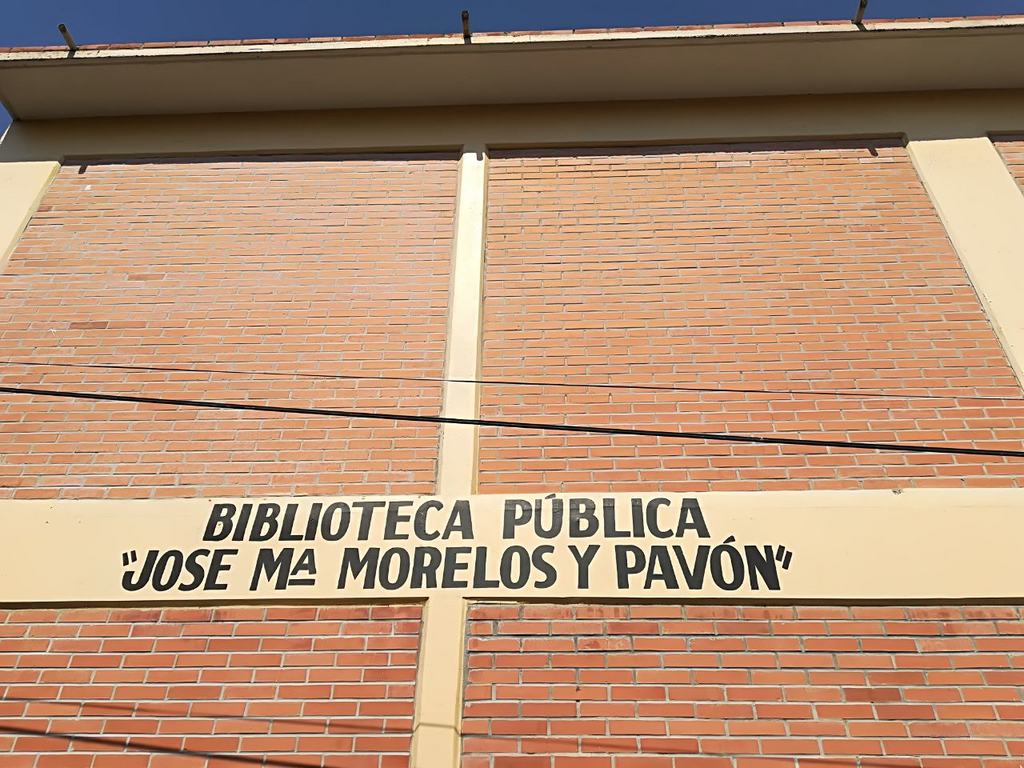 BIBLIOTECA PÚBLICA
"JOSE Mª MORELOS Y PAVÓN"